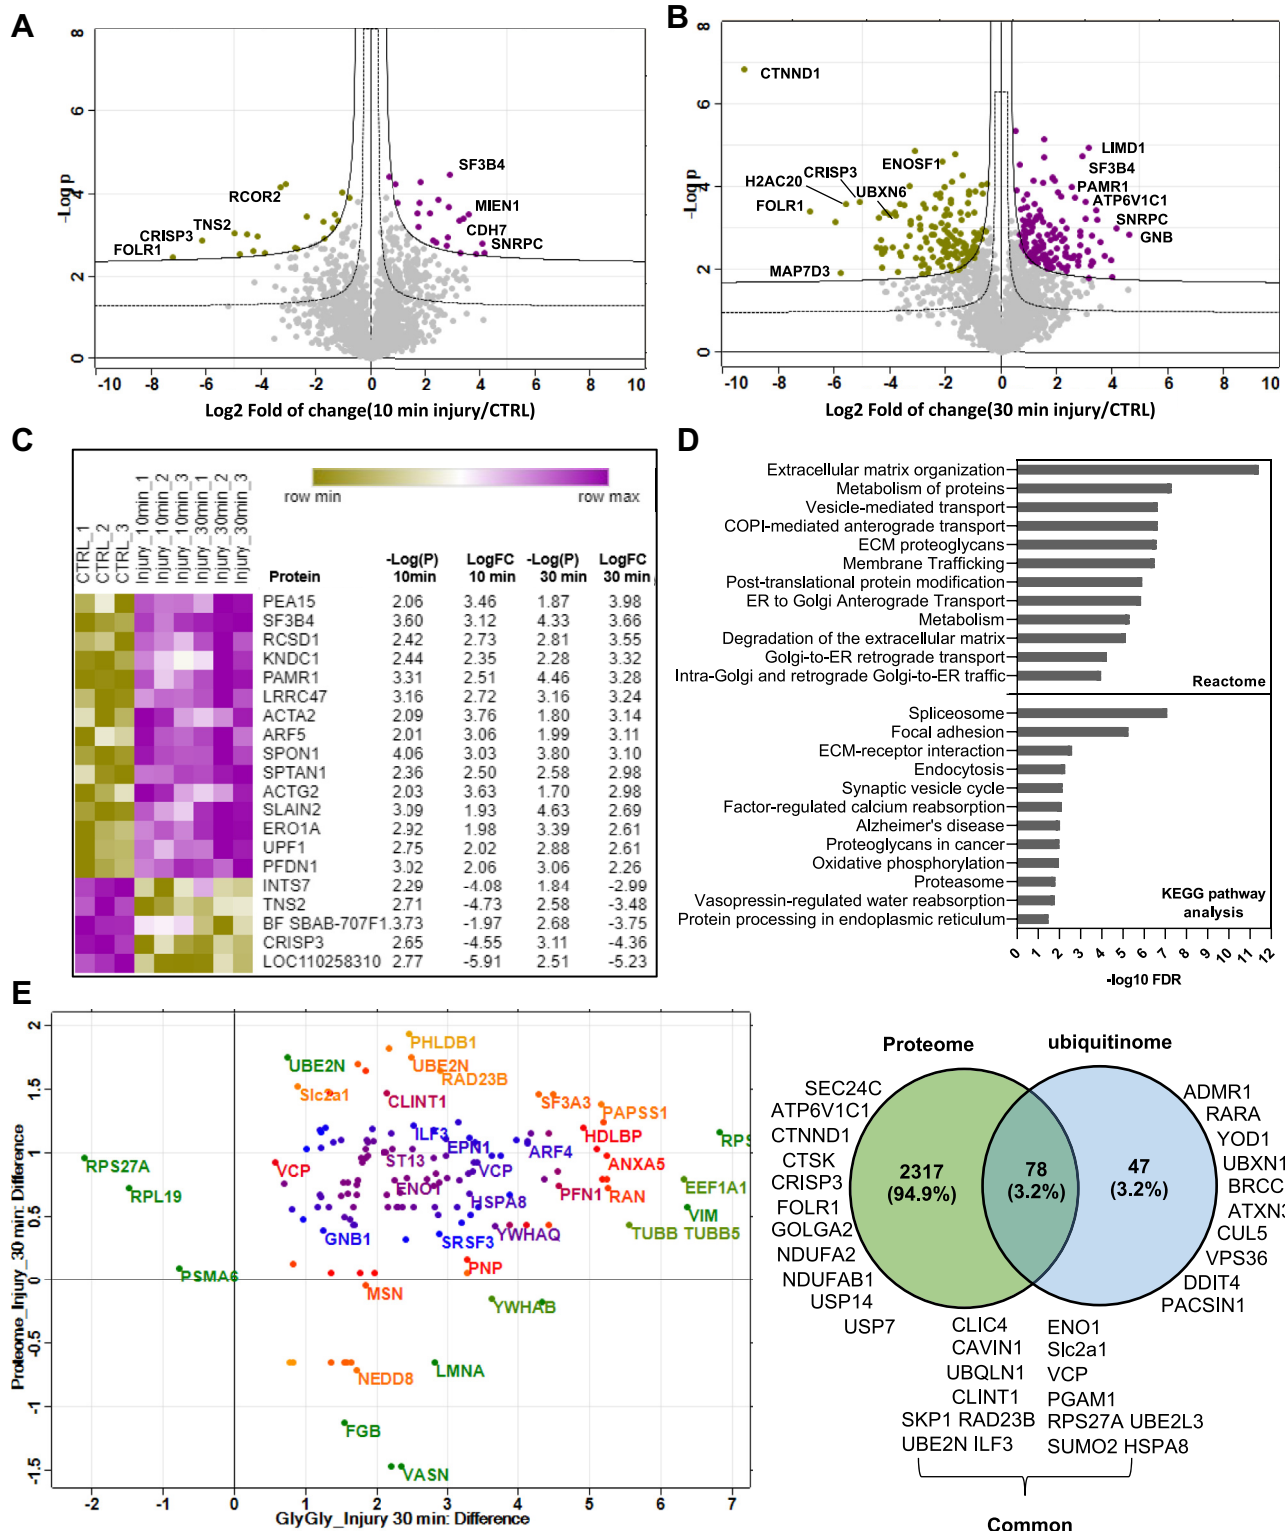 A
8
6
4
2
0
-Log p
SF3B4
RCOR2
MIEN1
TNS2
CDH7
CRISP3
SNRPC
FOLR1
-10 -8 -6 -4 -2 0 2 4 6 8 10
Log2 Fold of change(10 min injury/CTRL)
B
8
6
4
2
0
-Log p
CTNND1
LIMD1
ENOSF1
SF3B4
CRISP3
PAMR1
H2AC20
UBXN6
ATP6V1C1
FOLR1
SNRPC
GNB
MAP7D3
-10 -8 -6 -4 -2 0 2 4 6 8 10
Log2 Fold of change(30 min injury/CTRL)
C
row min row max
CTRL_1
CTRL_2
CTRL_3
Injury_10min_1
Injury_10min_2
Injury_10min_3
Injury_30min_1
Injury_30min_2
Injury_30min_3
-Log(P) LogFC -Log(P) LogFC
Protein 10min 10 min 30 min 30 min
PEA15 2.06 3.46 1.87 3.98
SF3B4 3.60 3.12 4.33 3.66
RCSD1 2.42 2.73 2.81 3.55
KNDC1 2.44 2.35 2.28 3.32
PAMR1 3.31 2.51 4.46 3.28
LRRC47 3.16 2.72 3.16 3.24
ACTA2 2.09 3.76 1.80 3.14
ARF5 2.01 3.06 1.99 3.11
SPON1 4.06 3.03 3.80 3.10
SPTAN1 2.36 2.50 2.58 2.98
ACTG2 2.03 3.63 1.70 2.98
SLAIN2 3.09 1.93 4.63 2.69
ERO1A 2.92 1.98 3.39 2.61
UPF1 2.75 2.02 2.88 2.61
PFDN1 3.02 2.06 3.06 2.26
INTS7 2.29 -4.08 1.84 -2.99
TNS2 2.71 -4.73 2.58 -3.48
BF SBAB-707F1.3.73 -1.97 2.68 -3.75
CRISP3 2.65 -4.55 3.11 -4.36
LOC110258310 2.77 -5.91 2.51 -5.23
D
Extracellular matrix organization
Metabolism of proteins
Vesicle-mediated transport
COPI-mediated anterograde transport
ECM proteoglycans
Membrane Trafficking
Post-translational protein modification
ER to Golgi Anterograde Transport
Metabolism
Degradation of the extracellular matrix
Golgi-to-ER retrograde transport
Intra-Golgi and retrograde Golgi-to-ER traffic
Reactome
Spliceosome
Focal adhesion
ECM-receptor interaction
Endocytosis
Synaptic vesicle cycle
Factor-regulated calcium reabsorption
Alzheimer's disease
Proteoglycans in cancer
Oxidative phosphorylation
Proteasome
Vasopressin-regulated water reabsorption
Protein processing in endoplasmic reticulum
KEGG pathway
analysis
0 1 2 3 4 5 6 7 8 9 10 11 12
-log10 FDR
E
2
1.5
1
0.5
0
-0.5
-1
-1.5
Proteome_Injury_30 min: Difference
PHLDB1
UBE2N
UBE2N
RAD23B
Slc2a1
CLINT1
SF3A3
PAPSS1
ILF3
HDLBP
RPS
EPN1
ARF4
RPS27A
ST13
VCP
VCP
ANXA5
RPL19
ENO1
HSPA8
PFN1
RAN
EEF1A1
VIM
GNB1
SRSF3
YWHAQ
TUBB TUBB5
PNP
PSMA6
MSN
YWHAB
NEDD8
LMNA
FGB
VASN
-2 -1 0 1 2 3 4 5 6 7
GlyGly_Injury 30 min: Difference
Proteome
ubiquitinome
SEC24C
ATP6V1C1
CTNND1
CTSK
CRISP3
FOLR1
GOLGA2
NDUFA2
NDUFAB1
USP14
USP7
2317
(94.9%)
78
(3.2%)
47
(3.2%)
ADMR1
RARA
YOD1
UBXN1
BRCC
ATXN3
CUL5
VPS36
DDIT4
PACSIN1
CLIC4 ENO1
CAVIN1 Slc2a1
UBQLN1 VCP
CLINT1 PGAM1
SKP1 RAD23B RPS27A UBE2L3
UBE2N ILF3 SUMO2 HSPA8
Common